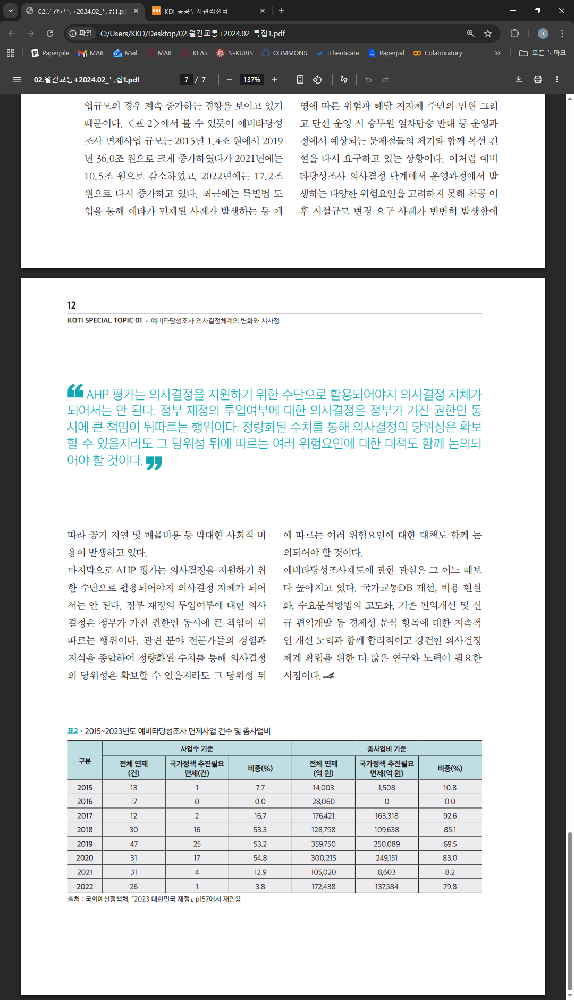 02.월간교통+2024.02_특집1.pd
KDI
KDI 공공투자관리센터
파일
C:/Users/KKD/Desktop/02.월간교통+2024.02_특집1.pdf
K
Paperpile
MAIL
Mail
MAIL
KLAS
N-KURIS
COMMONS
iThenticate
Paperpal
Colaboratory
모든 북마크
02.월간교통+2024.02_특집1.pdf
7 / 7
137%
업규모의 경우 계속 증가하는 경향을 보이고 있기
때문이다. <표 2>에서 볼 수 있듯이 예비타당성
조사 면제사업 규모는 2015년 1.4조 원에서 2019
년 36.0조 원으로 크게 증가하였다가 2021년에는
10.5조 원으로 감소하였고, 2022년에는 17.2조
원으로 다시 증가하고 있다. 최근에는 특별법 도
입을 통해 예타가 면제된 사례가 발생하는 등 예
영에 따른 위험과 해당 지자체 주민의 민원 그리
고 단선 운영 시 승무원 열차탑승 반대 등 운영과
정에서 예상되는 문제점들의 제기와 함께 복선 건
설을 다시 요구하고 있는 상황이다. 이처럼 예비
타당성조사 의사결정 단계에서 운영과정에서 발
생하는 다양한 위험요인을 고려하지 못해 착공 이
후 시설규모 변경 요구 사례가 빈번히 발생함에
12
KOTI SPECIAL TOPIC 01 • 예비타당성조사 의사결정체계의 변화와 시사점
“ AHP 평가는 의사결정을 지원하기 위한 수단으로 활용되어야지 의사결정 자체가
되어서는 안 된다. 정부 재정의 투입여부에 대한 의사결정은 정부가 가진 권한인 동
시에 큰 책임이 뒤따르는 행위이다. 정량화된 수치를 통해 의사결정의 당위성은 확보
할 수 있을지라도 그 당위성 뒤에 따르는 여러 위험요인에 대한 대책도 함께 논의되
어야 할 것이다. ”
따라 공기 지연 및 매몰비용 등 막대한 사회적 비
용이 발생하고 있다.
마지막으로 AHP 평가는 의사결정을 지원하기 위
한 수단으로 활용되어야지 의사결정 자체가 되어
서는 안 된다. 정부 재정의 투입여부에 대한 의사
결정은 정부가 가진 권한인 동시에 큰 책임이 뒤
따르는 행위이다. 관련 분야 전문가들의 경험과
지식을 종합하여 정량화된 수치를 통해 의사결정
의 당위성은 확보할 수 있을지라도 그 당위성 뒤
에 따르는 여러 위험요인에 대한 대책도 함께 논
의되어야 할 것이다.
예비타당성조사제도에 관한 관심은 그 어느 때보
다 높아지고 있다. 국가교통DB 개선, 비용 현실
화, 수요분석방법의 고도화, 기존 편익개선 및 신
규 편익개발 등 경제성 분석 항목에 대한 지속적
인 개선 노력과 함께 합리적이고 강건한 의사결정
체계 확립을 위한 더 많은 연구와 노력이 필요한
시점이다.
표2 • 2015~2023년도 예비타당성조사 면제사업 건수 및 총사업비
구분 사업수 기준 총사업비 기준
전체 면제 (건) 국가정책 추진필요 면제(건) 비중(%) 전체 면제 (억 원) 국가정책 추진필요 면제(억 원) 비중(%)
2015 13 1 7.7 14,003 1,508 10.8
2016 17 0 0.0 28,060 0 0.0
2017 12 2 16.7 176,421 163,318 92.6
2018 30 16 53.3 128,798 109,638 85.1
2019 47 25 53.2 359,750 250,089 69.5
2020 31 17 54.8 300,215 249,151 83.0
2021 31 4 12.9 105,020 8,603 8.2
2022 26 1 3.8 172,438 137,584 79.8
출처 : 국회예산정책처, 「2023 대한민국 재정」, p157에서 재인용